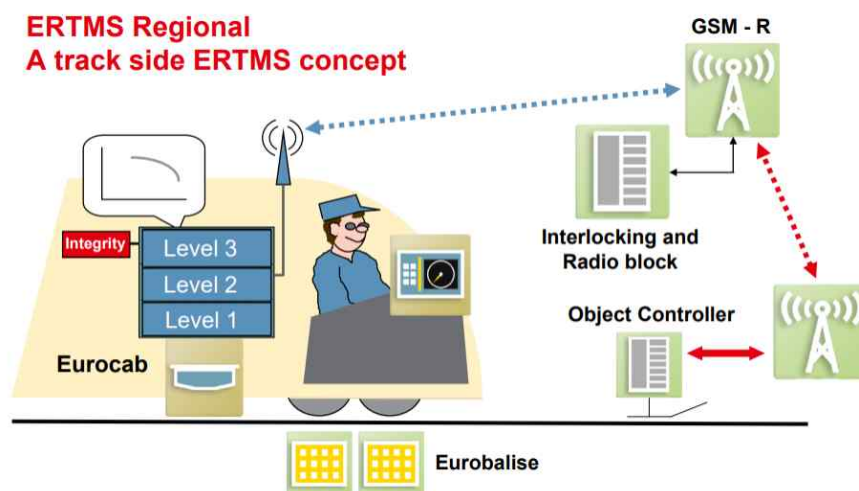 ERTMS Regional
A track side ERTMS concept
GSM - R
Integrity
Level 3
Level 2
Level 1
Interlocking and
Radio block
Object Controller
Eurocab
Eurobalise